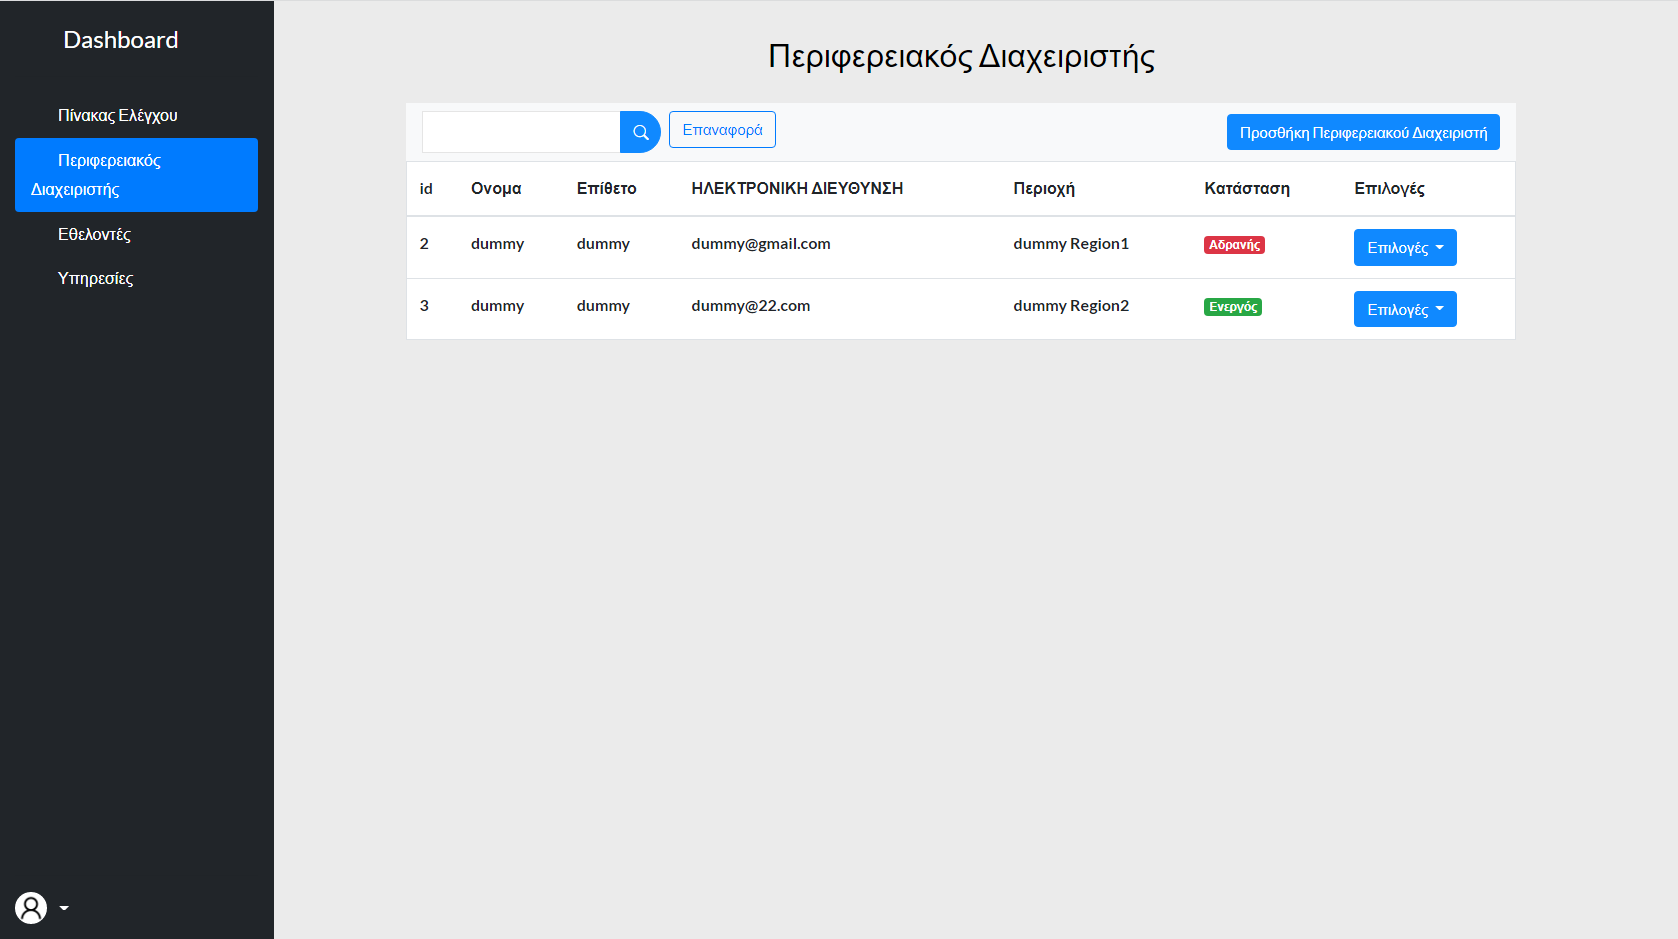 Dashboard
Πίνακας Ελέγχου
Περιφερειακός
Διαχειριστής
Εθελοντές
Υπηρεσίες
Περιφερειακός Διαχειριστής
Επαναφορά
Προσθήκη Περιφερειακού Διαχειριστή
id Ονομα Επίθετο ΗΛΕΚΤΡΟΝΙΚΗ ΔΙΕΥΘΥΝΣΗ Περιοχή Κατάσταση Επιλογές
2 dummy dummy dummy@gmail.com dummy Region1 Αδρανής Επιλογές
3 dummy dummy dummy@22.com dummy Region2 Ενεργός Επιλογές